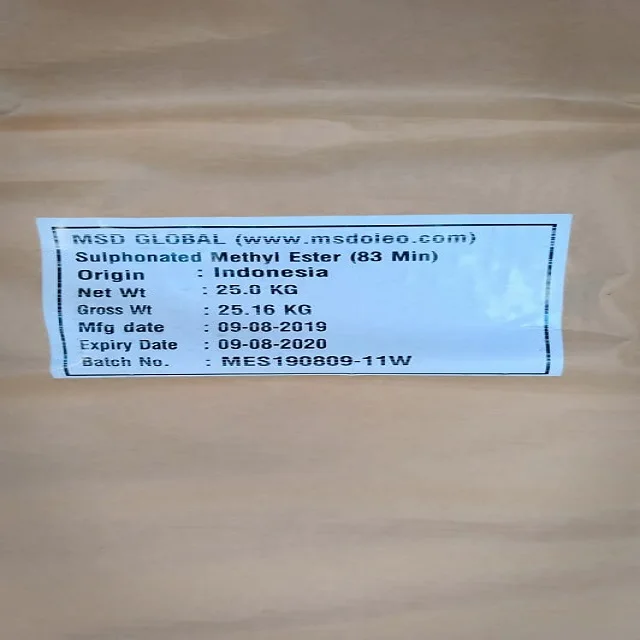 MSD GLOBAL (www.msdoleo.com)
Sulphonated Methyl Ester (83 Min)
Origin : Indonesia
Net Wt : 25.0 KG
Gross Wt : 25.16 KG
Mfg date : 09-08-2019
Expiry Date : 09-08-2020
Batch No. : MES190809-11W